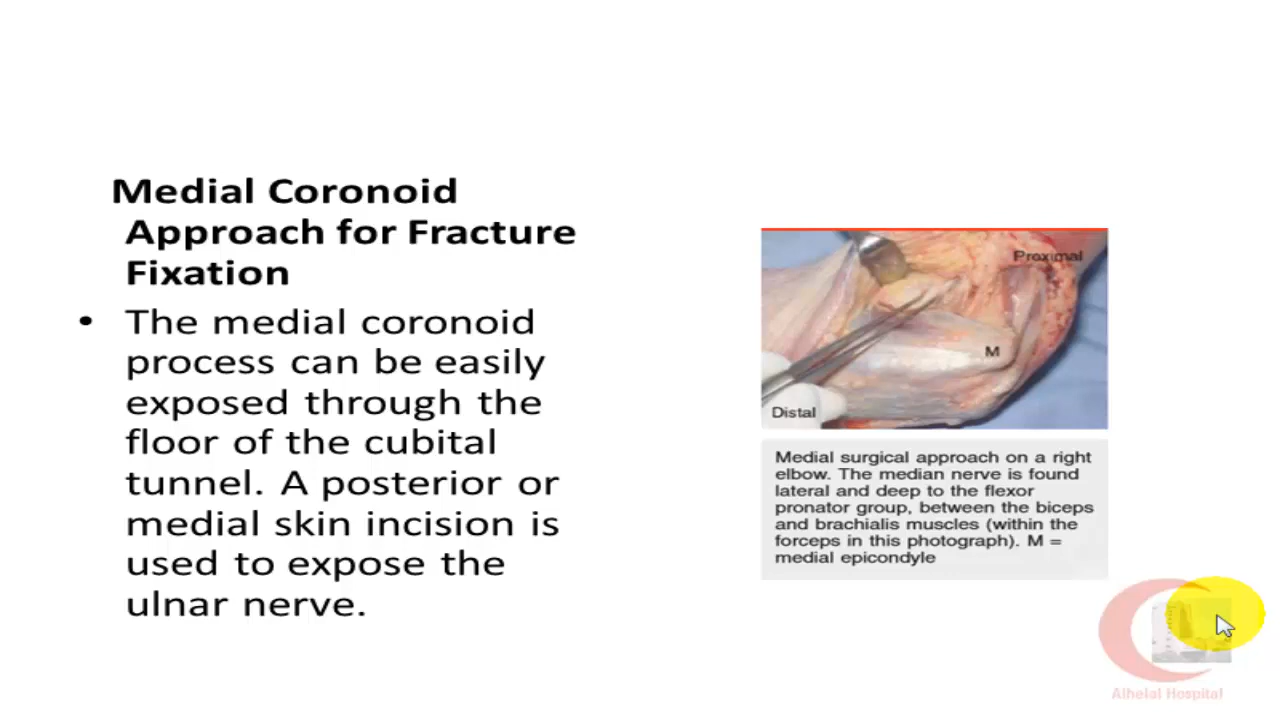 Medial Coronoid
Approach for Fracture
Fixation
• The medial coronoid
process can be easily
exposed through the
floor of the cubital
tunnel. A posterior or
medial skin incision is
used to expose the
ulnar nerve.
Proximal
M
Distal
Medial surgical approach on a right
elbow. The median nerve is found
lateral and deep to the flexor
pronator group, between the biceps
and brachialis muscles (within the
forceps in this photograph). M =
medial epicondyle
Alhelal Hospital